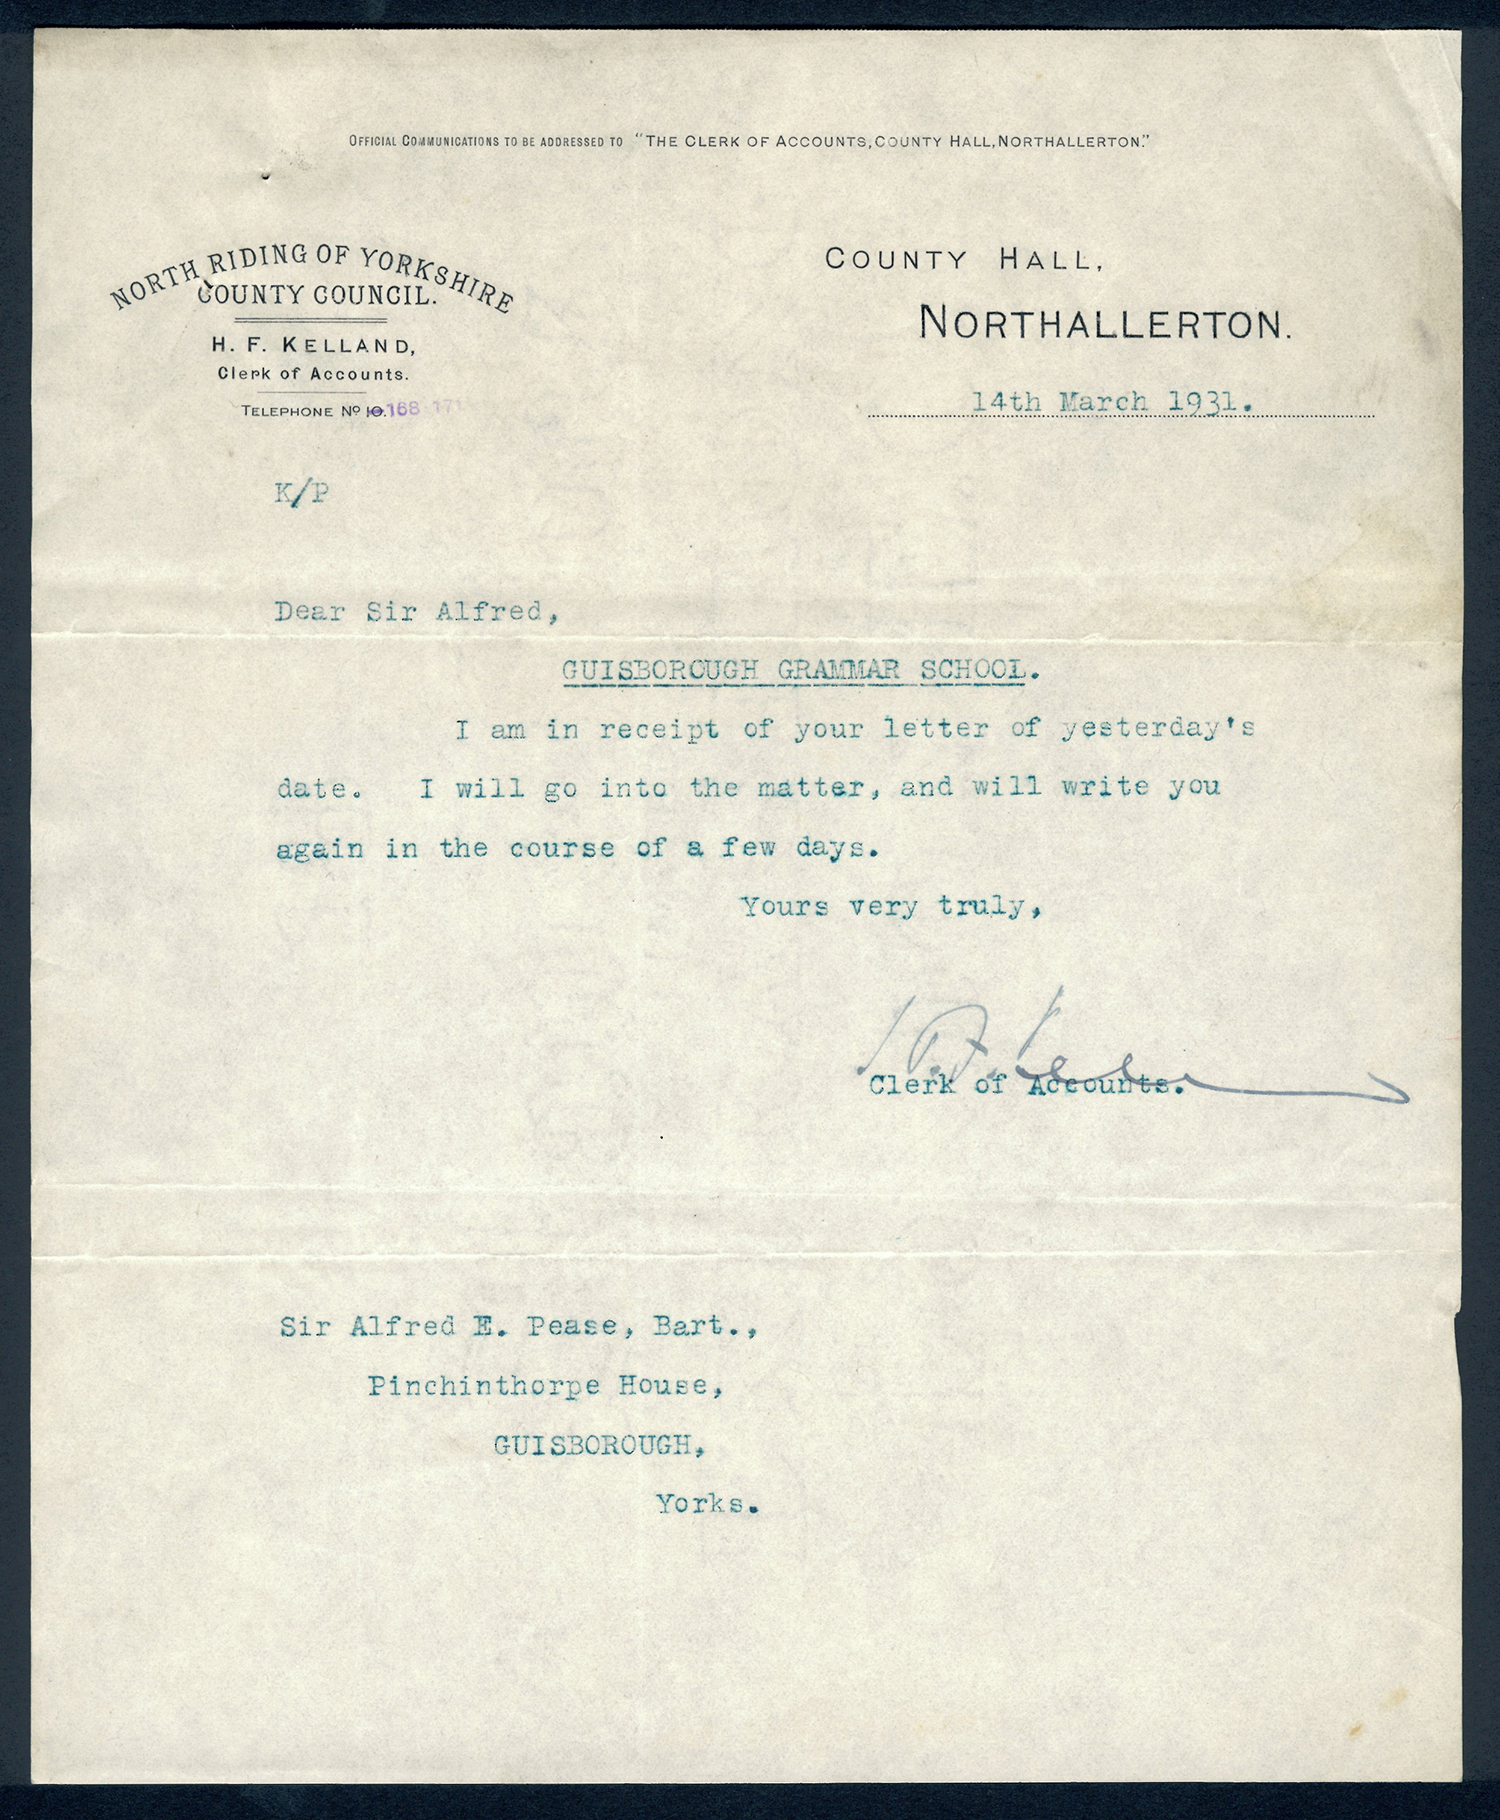 OFFICIAL COMMUNICATIONS TO BE ADDRESSED TO "THE CLERK OF ACCOUNTS, COUNTY HALL, NORTHALLERTON."
NORTH RIDING OF YORKSHIRE
COUNTY COUNCIL.
H. F. KELLAND,
Clerk of Accounts.
TELEPHONE No 10. 168-171
COUNTY HALL,
NORTHALLERTON.
14th March 1931.
K/P
Dear Sir Alfred,
GUISBOROUGH GRAMMAR SCHOOL.
I am in receipt of your letter of yesterday's
date. I will go into the matter, and will write you
again in the course of a few days.
Yours very truly,
H. F. Kelland
Clerk of Accounts.
Sir Alfred E. Pease, Bart.,
Pinchinthorpe House,
GUISBOROUGH,
Yorks.